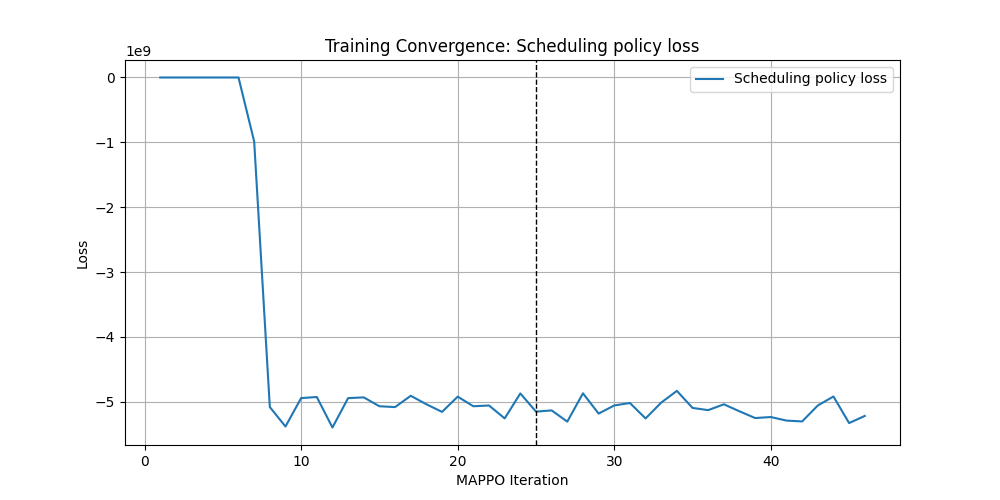 Training Convergence: Scheduling policy loss
1e9
Scheduling policy loss
0
−1
−2
−3
−4
−5
Loss
0 10 20 30 40
MAPPO Iteration